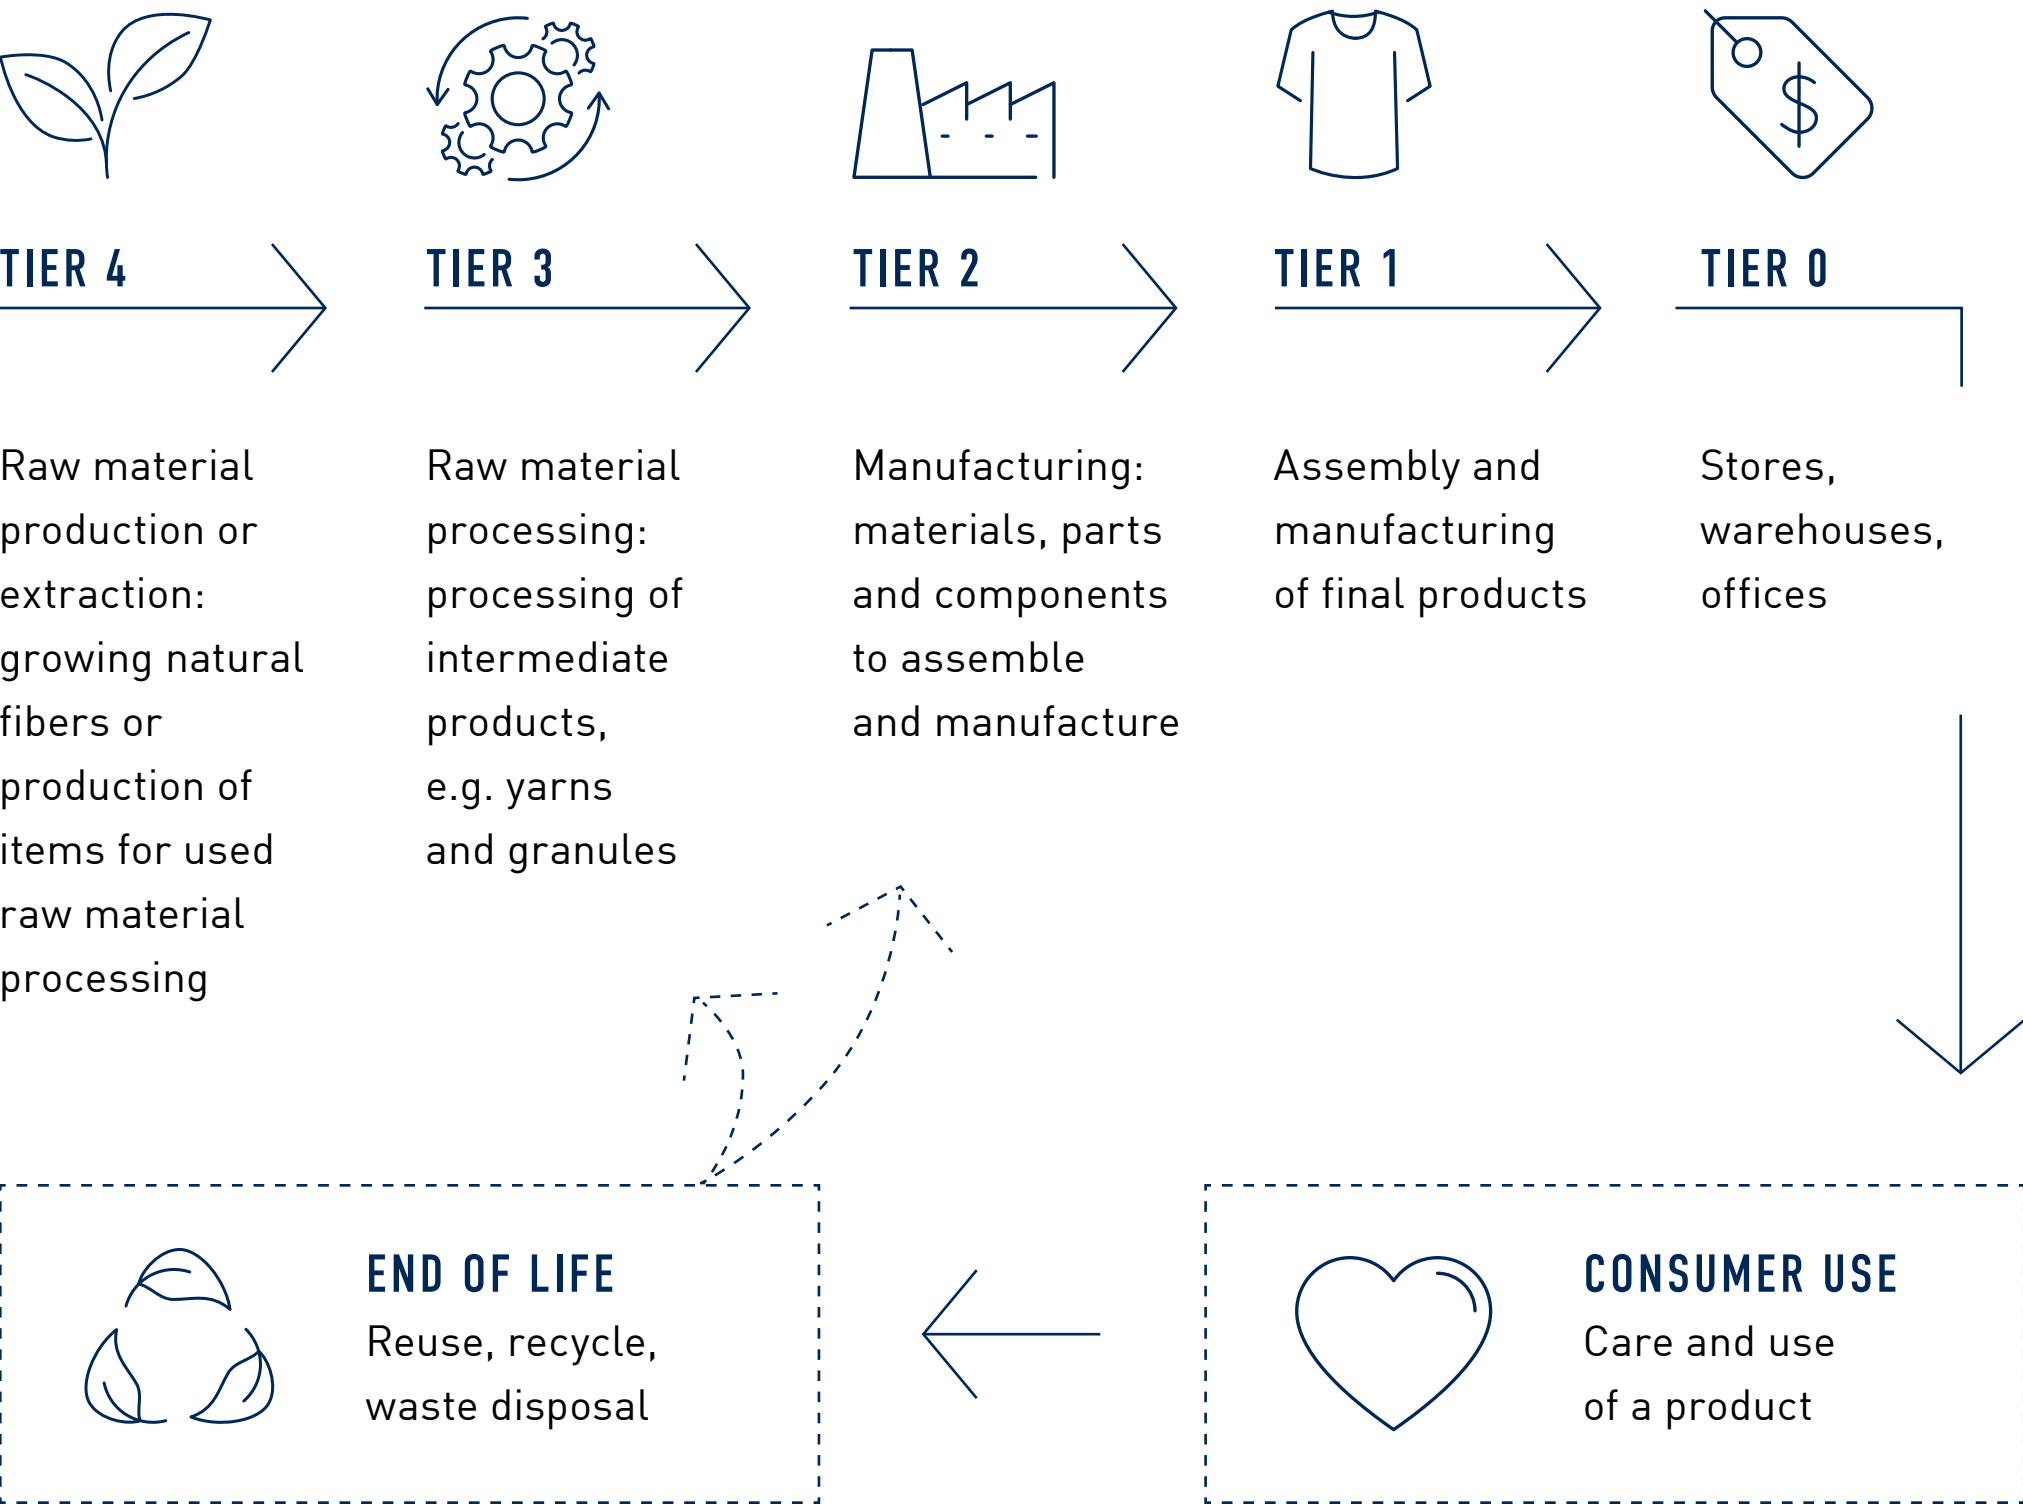 TIER 4
Raw material
production or
extraction:
growing natural
fibers or
production of
items for used
raw material
processing
TIER 3
Raw material
processing:
processing of
intermediate
products,
e.g. yarns
and granules
TIER 2
Manufacturing:
materials, parts
and components
to assemble
and manufacture
TIER 1
Assembly and
manufacturing
of final products
$
TIER 0
Stores,
warehouses,
offices
END OF LIFE
Reuse, recycle,
waste disposal
CONSUMER USE
Care and use
of a product